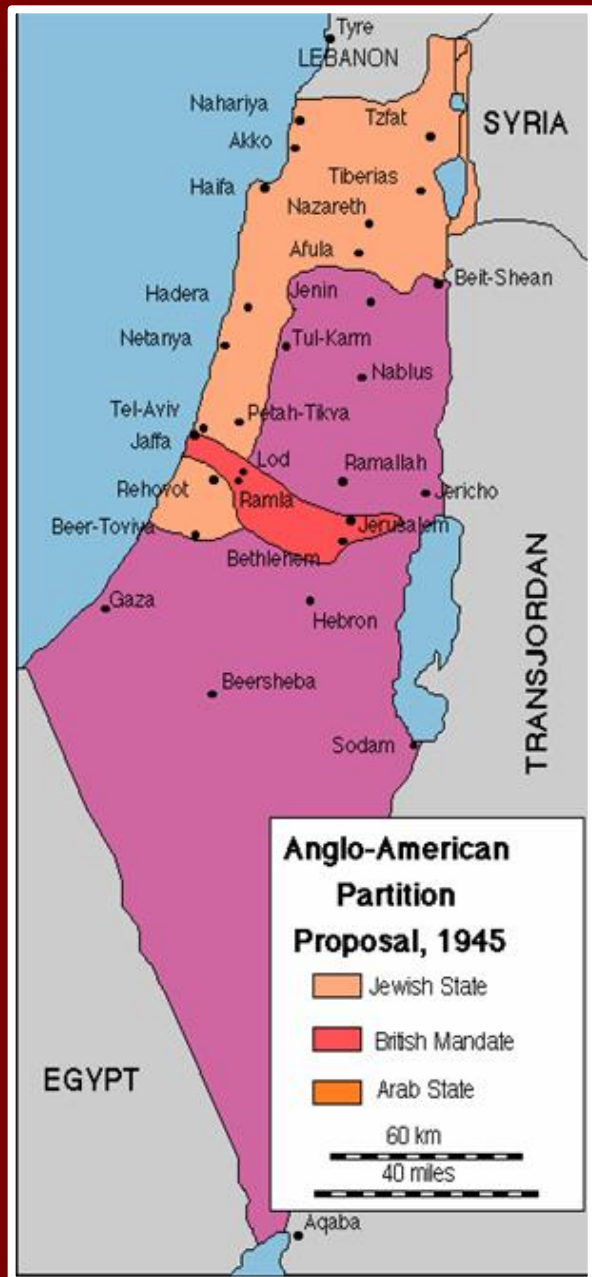 Tyre
LEBANON
Nahariya
Tzfat
SYRIA
Akko
Tiberias
Haifa
Nazareth
Afula
Beit-Shean
Jenin
Hadera
Netanya
Tul-Karm
Nablus
Tel-Aviv
Petah-Tikva
Jaffa
Lod
Ramallah
Rehovot
Ramla
Jericho
Beer-Toviya
Jerusalem
Bethlehem
Gaza
Hebron
TRANSJORDAN
Beersheba
Sodam
Anglo-American
Partition
Proposal, 1945
Jewish State
British Mandate
Arab State
EGYPT
60 km
40 miles
Aqaba